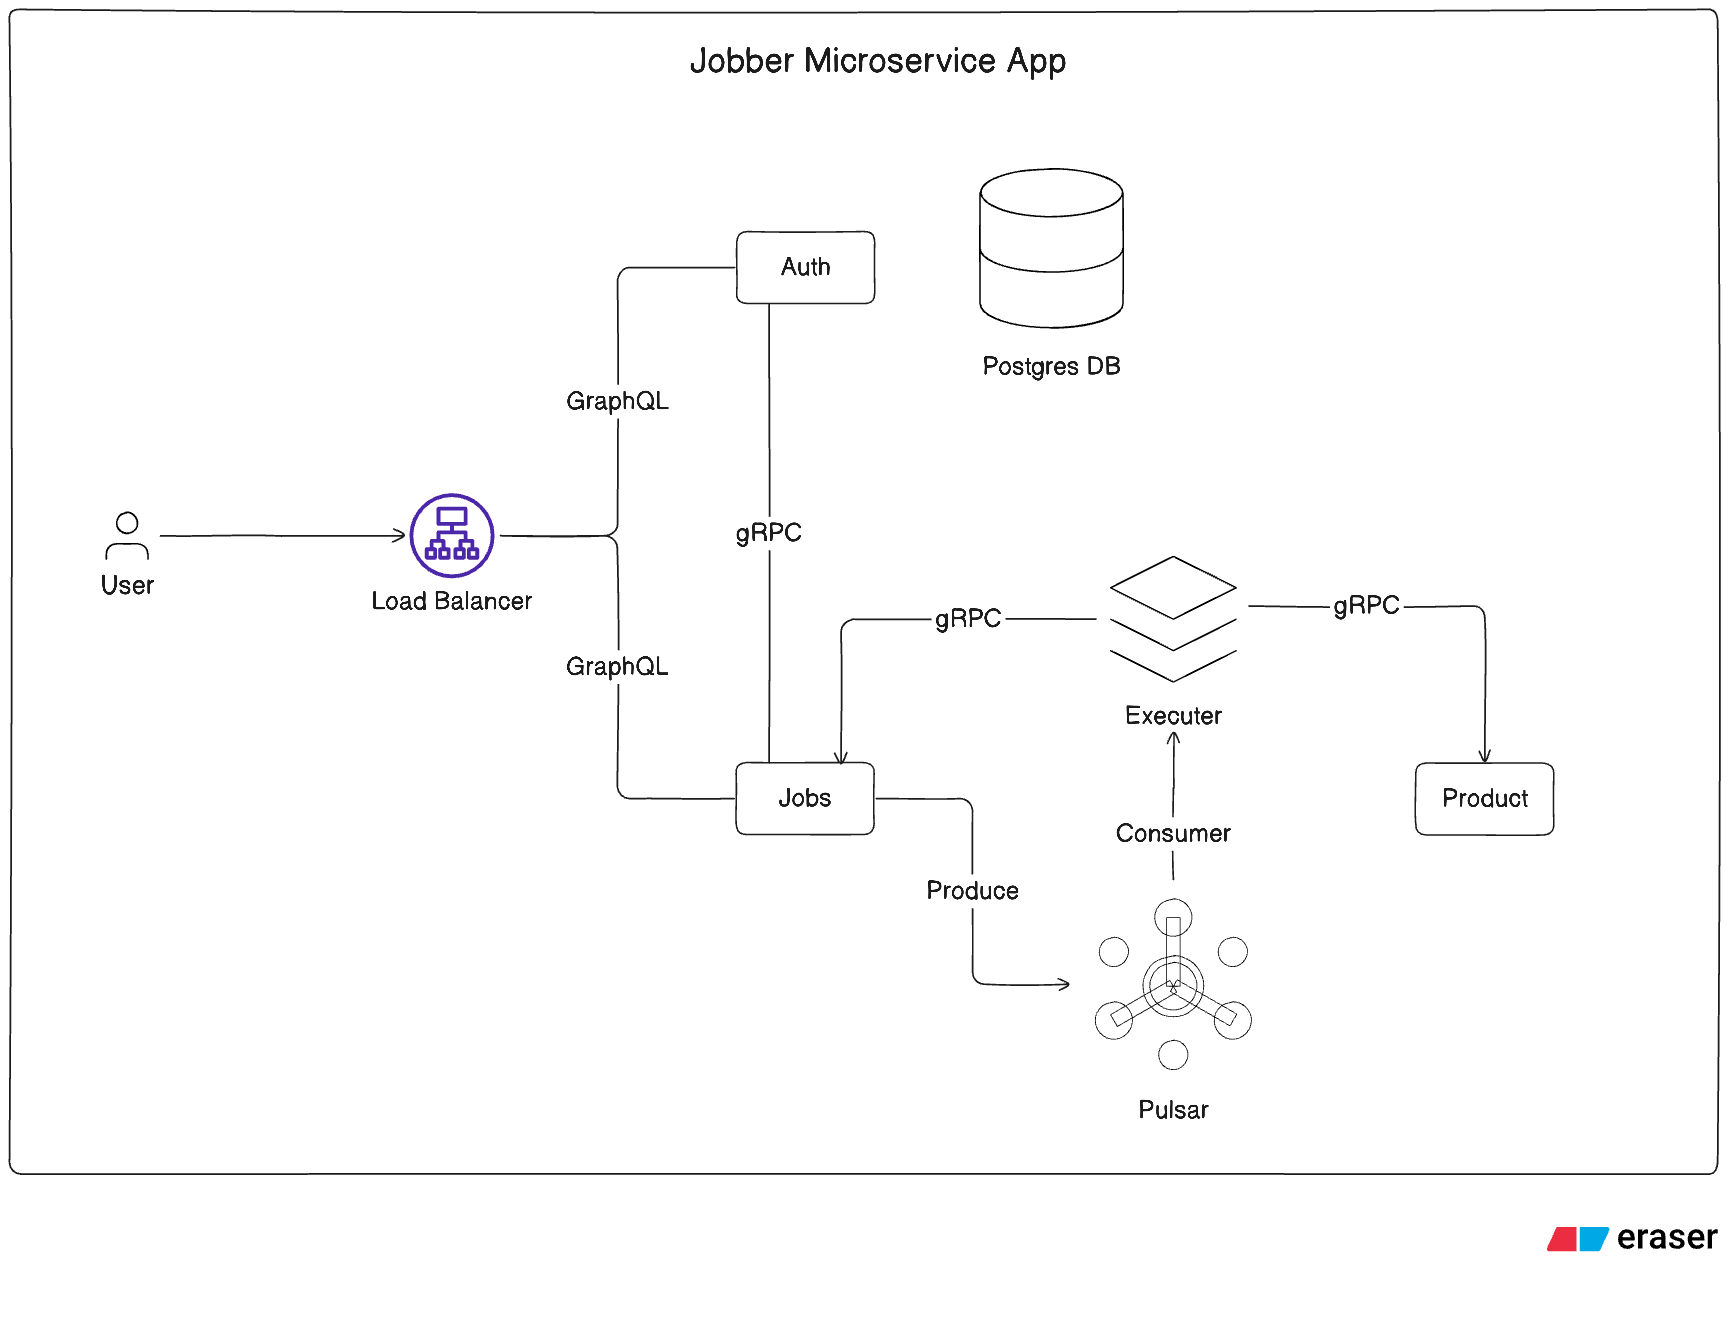 Jobber Microservice App
Auth
Postgres DB
GraphQL
User
Load Balancer
gRPC
gRPC
gRPC
GraphQL
Executer
Jobs
Product
Consumer
Produce
Pulsar
eraser